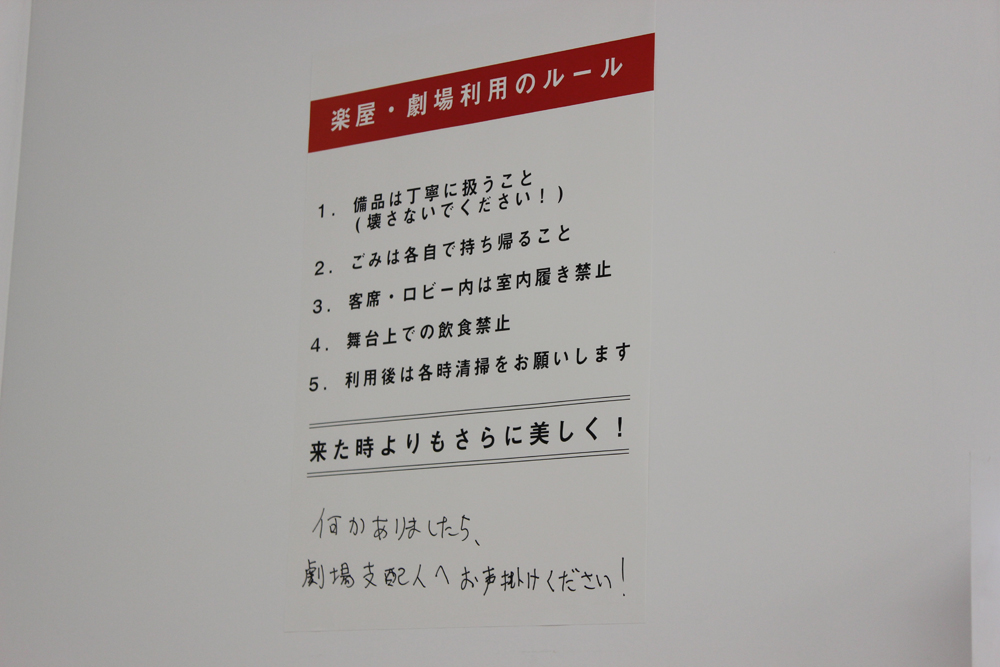 楽屋・劇場利用のルール
1. 備品は丁寧に扱うこと
(壊さないでください！)
2. ごみは各自で持ち帰ること
3. 客席・ロビー内は室内履き禁止
4. 舞台上での飲食禁止
5. 利用後は各時清掃をお願いします
来た時よりもさらに美しく！
何かありましたら、
劇場支配人へお声掛けください！